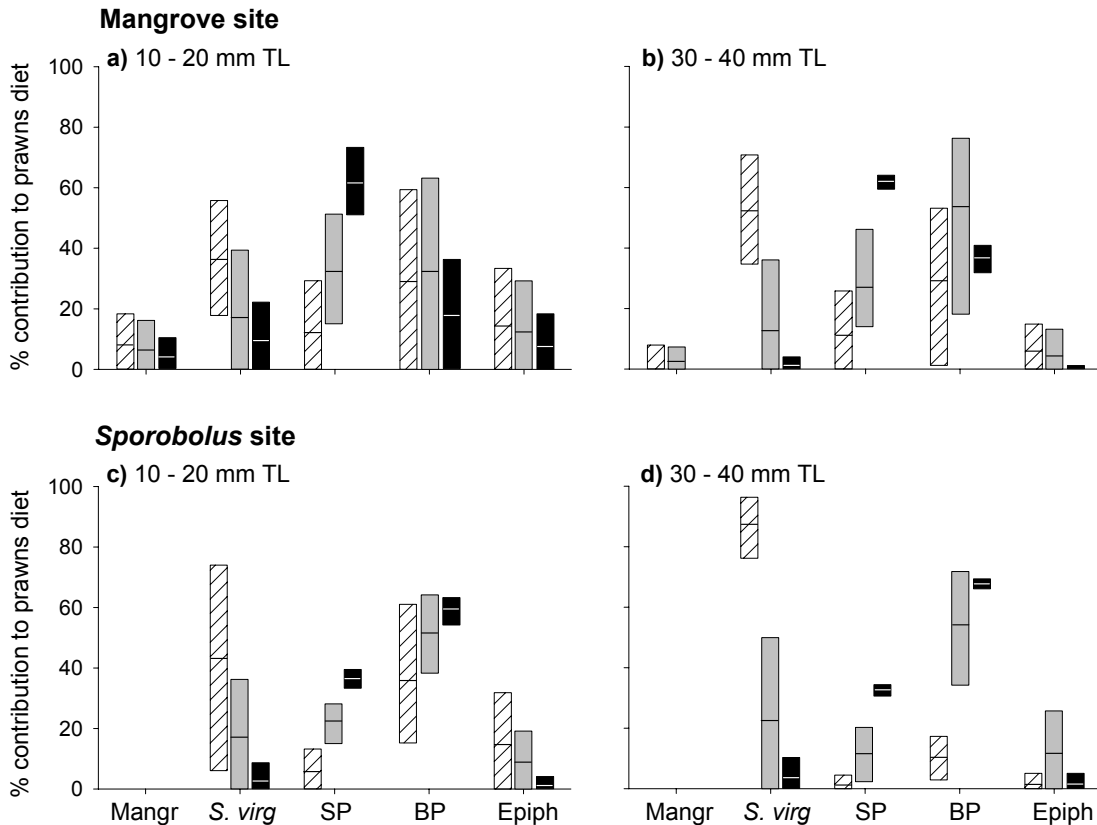 Mangrove site
a) 10 - 20 mm TL
b) 30 - 40 mm TL
% contribution to prawns diet
100
80
60
40
20
0
Sporobolus site
c) 10 - 20 mm TL
d) 30 - 40 mm TL
% contribution to prawns diet
100
80
60
40
20
0
Mangr S. virg SP BP Epiph
Mangr S. virg SP BP Epiph